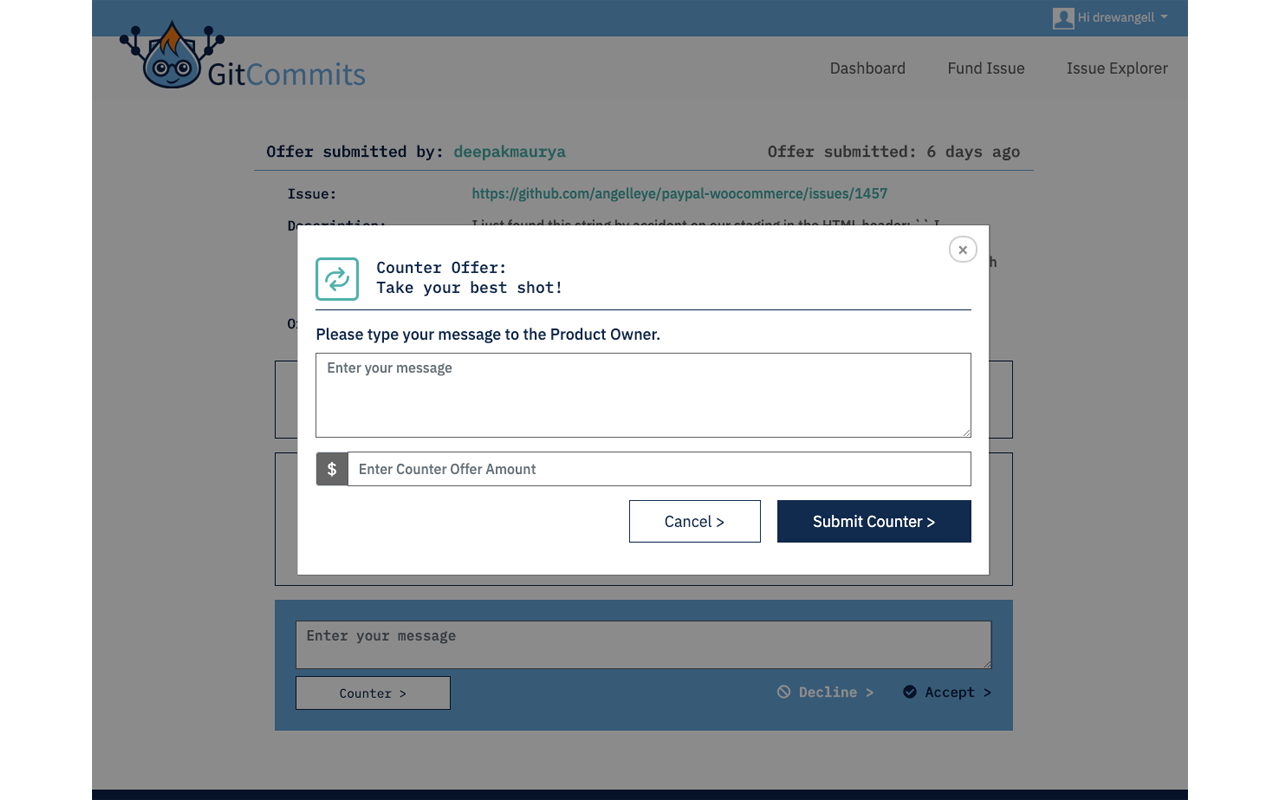 Hi drewangell
GitCommits
Dashboard Fund Issue Issue Explorer
Offer submitted by: deepakmaurya Offer submitted: 6 days ago
Issue: https://github.com/angelleye/paypal-woocommerce/issues/1457
Description: I just found this string by accident on our staging in the HTML header: `` I
Counter Offer:
Take your best shot!
Please type your message to the Product Owner.
Enter your message
$ Enter Counter Offer Amount
Cancel > Submit Counter >
Enter your message
Counter > Decline > Accept >